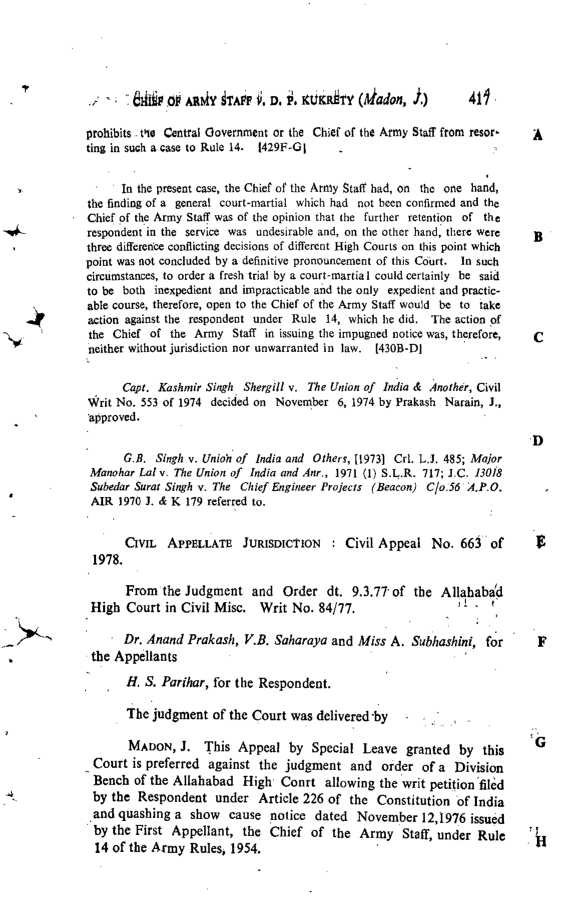 CHIEF OF ARMY STAFF V. D. P. KUKRETY (Madon, J.) 417
prohibits the Central Government or the Chief of the Army Staff from resor- A
ting in such a case to Rule 14. [429F-G]
In the present case, the Chief of the Army Staff had, on the one hand,
the finding of a general court-martial which had not been confirmed and the
Chief of the Army Staff was of the opinion that the further retention of the
respondent in the service was undesirable and, on the other hand, there were B
three difference conflicting decisions of different High Courts on this point which
point was not concluded by a definitive pronouncement of this Court. In such
circumstances, to order a fresh trial by a court-martial could certainly be said
to be both inexpedient and impracticable and the only expedient and practic-
able course, therefore, open to the Chief of the Army Staff would be to take
action against the respondent under Rule 14, which he did. The action of
the Chief of the Army Staff in issuing the impugned notice was, therefore, C
neither without jurisdiction nor unwarranted in law. [430B-D]
Capt. Kashmir Singh Shergill v. The Union of India & Another, Civil
Writ No. 553 of 1974 decided on November 6, 1974 by Prakash Narain, J.,
approved.
D
G.B. Singh v. Union of India and Others, [1973] Crl. L.J. 485; Major
Manohar Lal v. The Union of India and Anr., 1971 (1) S.L.R. 717; J.C. 13018
Subedar Surat Singh v. The Chief Engineer Projects (Beacon) C/o.56 A.P.O.
AIR 1970 J. & K 179 referred to.
CIVIL APPELLATE JURISDICTION : Civil Appeal No. 663 of E
1978.
From the Judgment and Order dt. 9.3.77 of the Allahabad
High Court in Civil Misc. Writ No. 84/77.
Dr. Anand Prakash, V.B. Saharaya and Miss A. Subhashini, for F
the Appellants
H. S. Parihar, for the Respondent.
The judgment of the Court was delivered by
MADON, J. This Appeal by Special Leave granted by this G
Court is preferred against the judgment and order of a Division
Bench of the Allahabad High Conrt allowing the writ petition filed
by the Respondent under Article 226 of the Constitution of India
and quashing a show cause notice dated November 12,1976 issued
by the First Appellant, the Chief of the Army Staff, under Rule H
14 of the Army Rules, 1954.